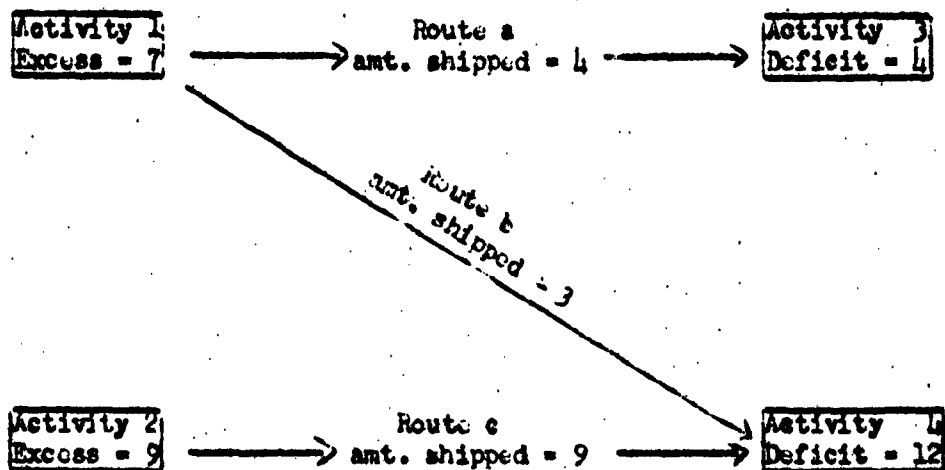 Activity 1
Excess = 7
Route a
amt. shipped = 4
Activity 3
Deficit = 4
Route b
amt. shipped = 3
Activity 2
Excess = 9
Route c
amt. shipped = 9
Activity 4
Deficit = 12